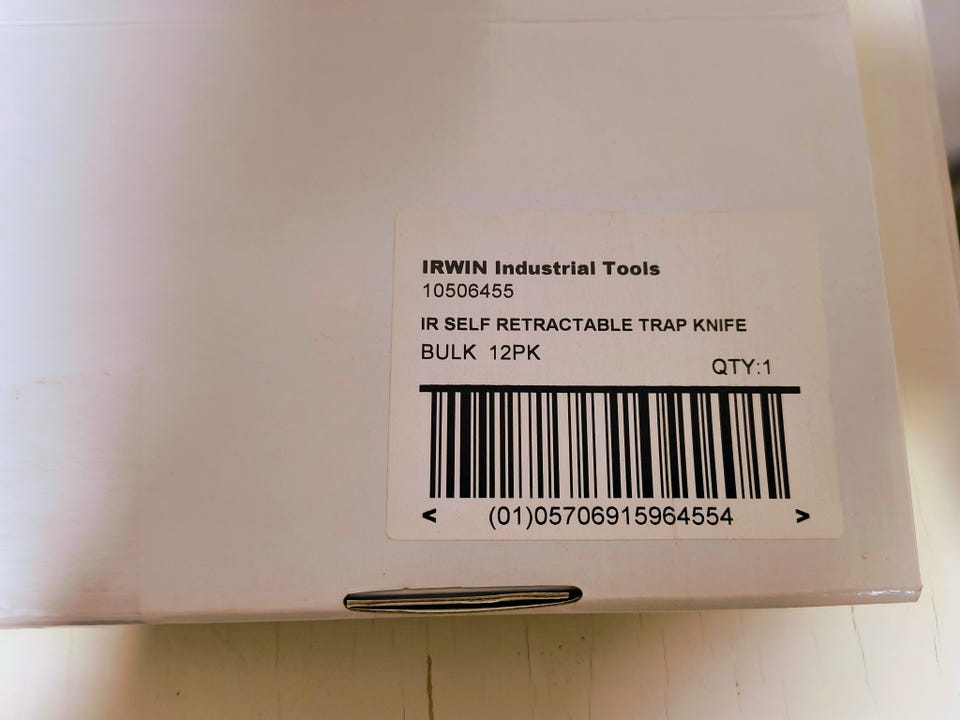 IRWIN Industrial Tools
10506455
IR SELF RETRACTABLE TRAP KNIFE
BULK 12PK
QTY:1
< (01)05706915964554 >